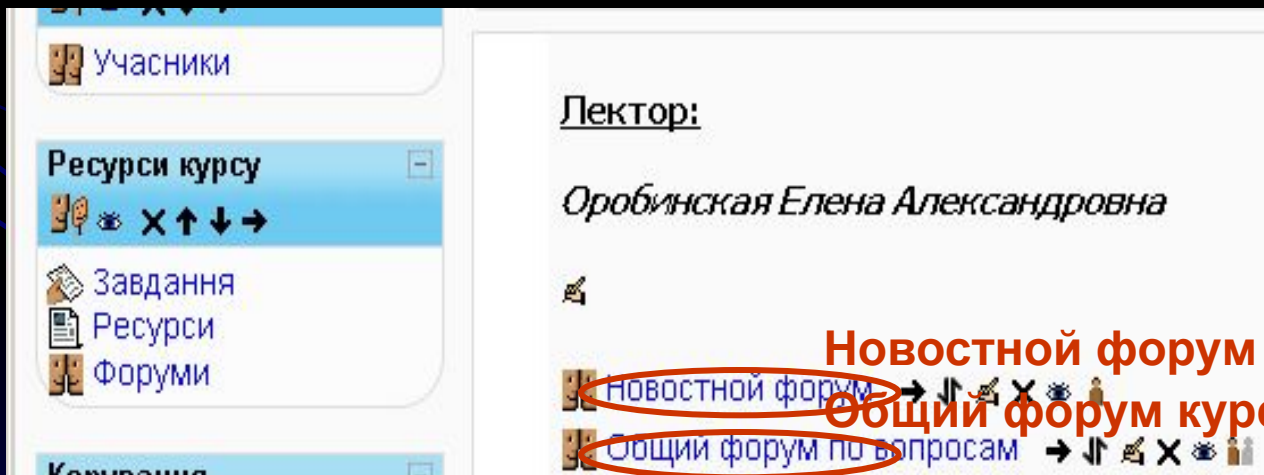 Учасники
Ресурси курсу
Завдання
Ресурси
Форуми
Керування
Лектор:
Оробинская Елена Александровна
Новостной форум
Новостной форум
Общий форум
Общий форум по вопросам